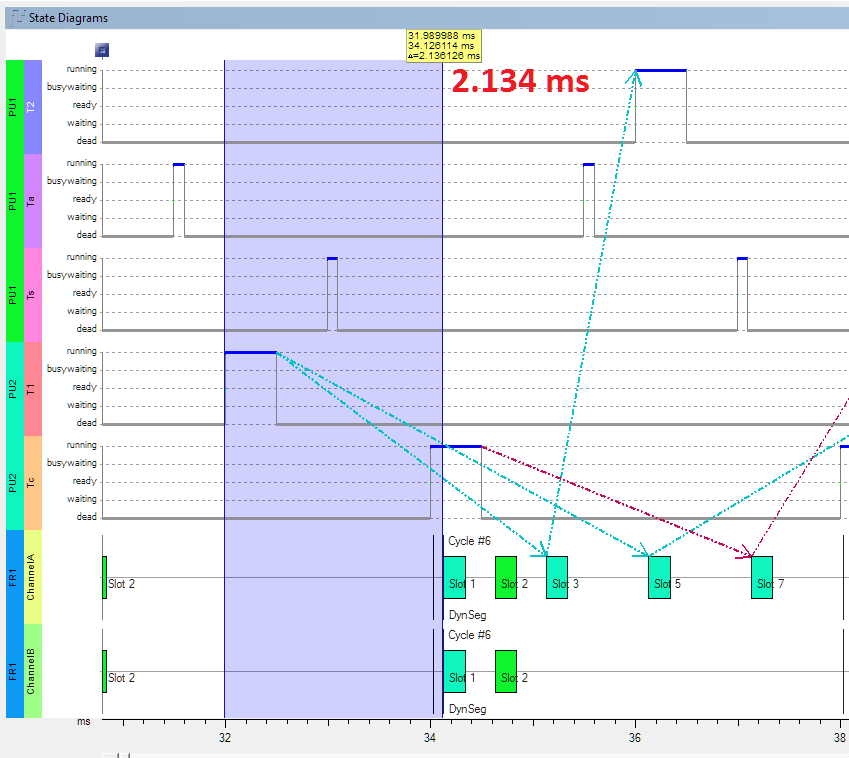 State Diagrams
31.989988 ms
34.126114 ms
Δ=2.136126 ms
2.134 ms
PU1
T2
running
busywaiting
ready
waiting
dead
PU1
Ta
running
busywaiting
ready
waiting
dead
PU1
Ts
running
busywaiting
ready
waiting
dead
PU2
T1
running
busywaiting
ready
waiting
dead
PU2
Tc
running
busywaiting
ready
waiting
dead
FR1
ChannelA
Cycle #6
Slot 2
Slot 1
Slot 2
Slot 3
Slot 5
Slot 7
DynSeg
FR1
ChannelB
Cycle #6
Slot 2
Slot 1
Slot 2
DynSeg
ms
32
34
36
38